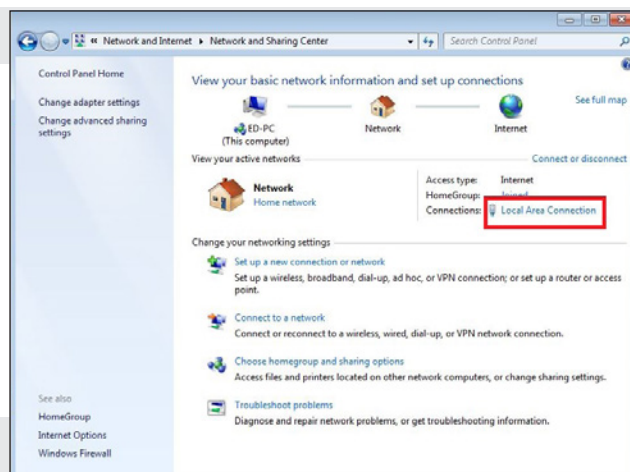 « Network and Internet ▸ Network and Sharing Center
Search Control Panel
Control Panel Home
Change adapter settings
Change advanced sharing
settings
See also
HomeGroup
Internet Options
Windows Firewall
View your basic network information and set up connections
See full map
ED-PC
(This computer)
Network
Internet
View your active networks
Connect or disconnect
Network
Home network
Access type: Internet
HomeGroup: Joined
Connections: Local Area Connection
Change your networking settings
Set up a new connection or network
Set up a wireless, broadband, dial-up, ad hoc, or VPN connection; or set up a router or access
point.
Connect to a network
Connect or reconnect to a wireless, wired, dial-up, or VPN network connection.
Choose homegroup and sharing options
Access files and printers located on other network computers, or change sharing settings.
Troubleshoot problems
Diagnose and repair network problems, or get troubleshooting information.